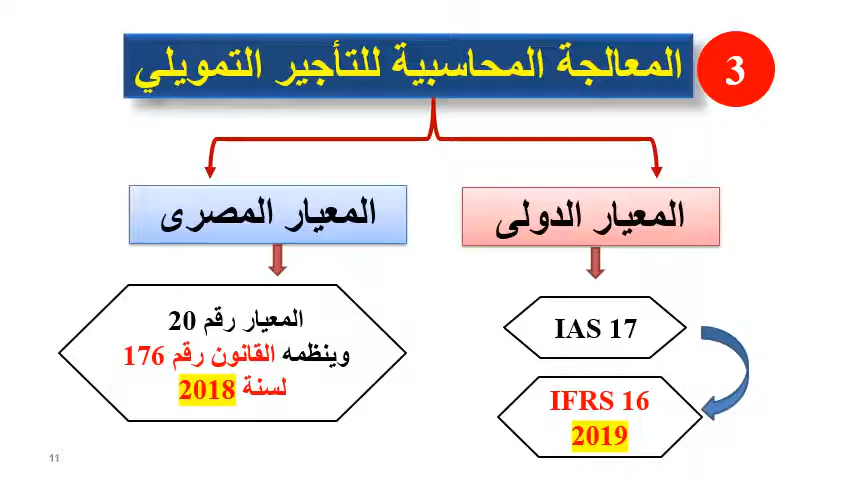 3
المعالجة المحاسبية للتأجير التمويلي
المعيار الدولى
المعيار المصرى
IAS 17
IFRS 16
2019
المعيار رقم 20
وينظمه القانون رقم 176
لسنة 2018
11